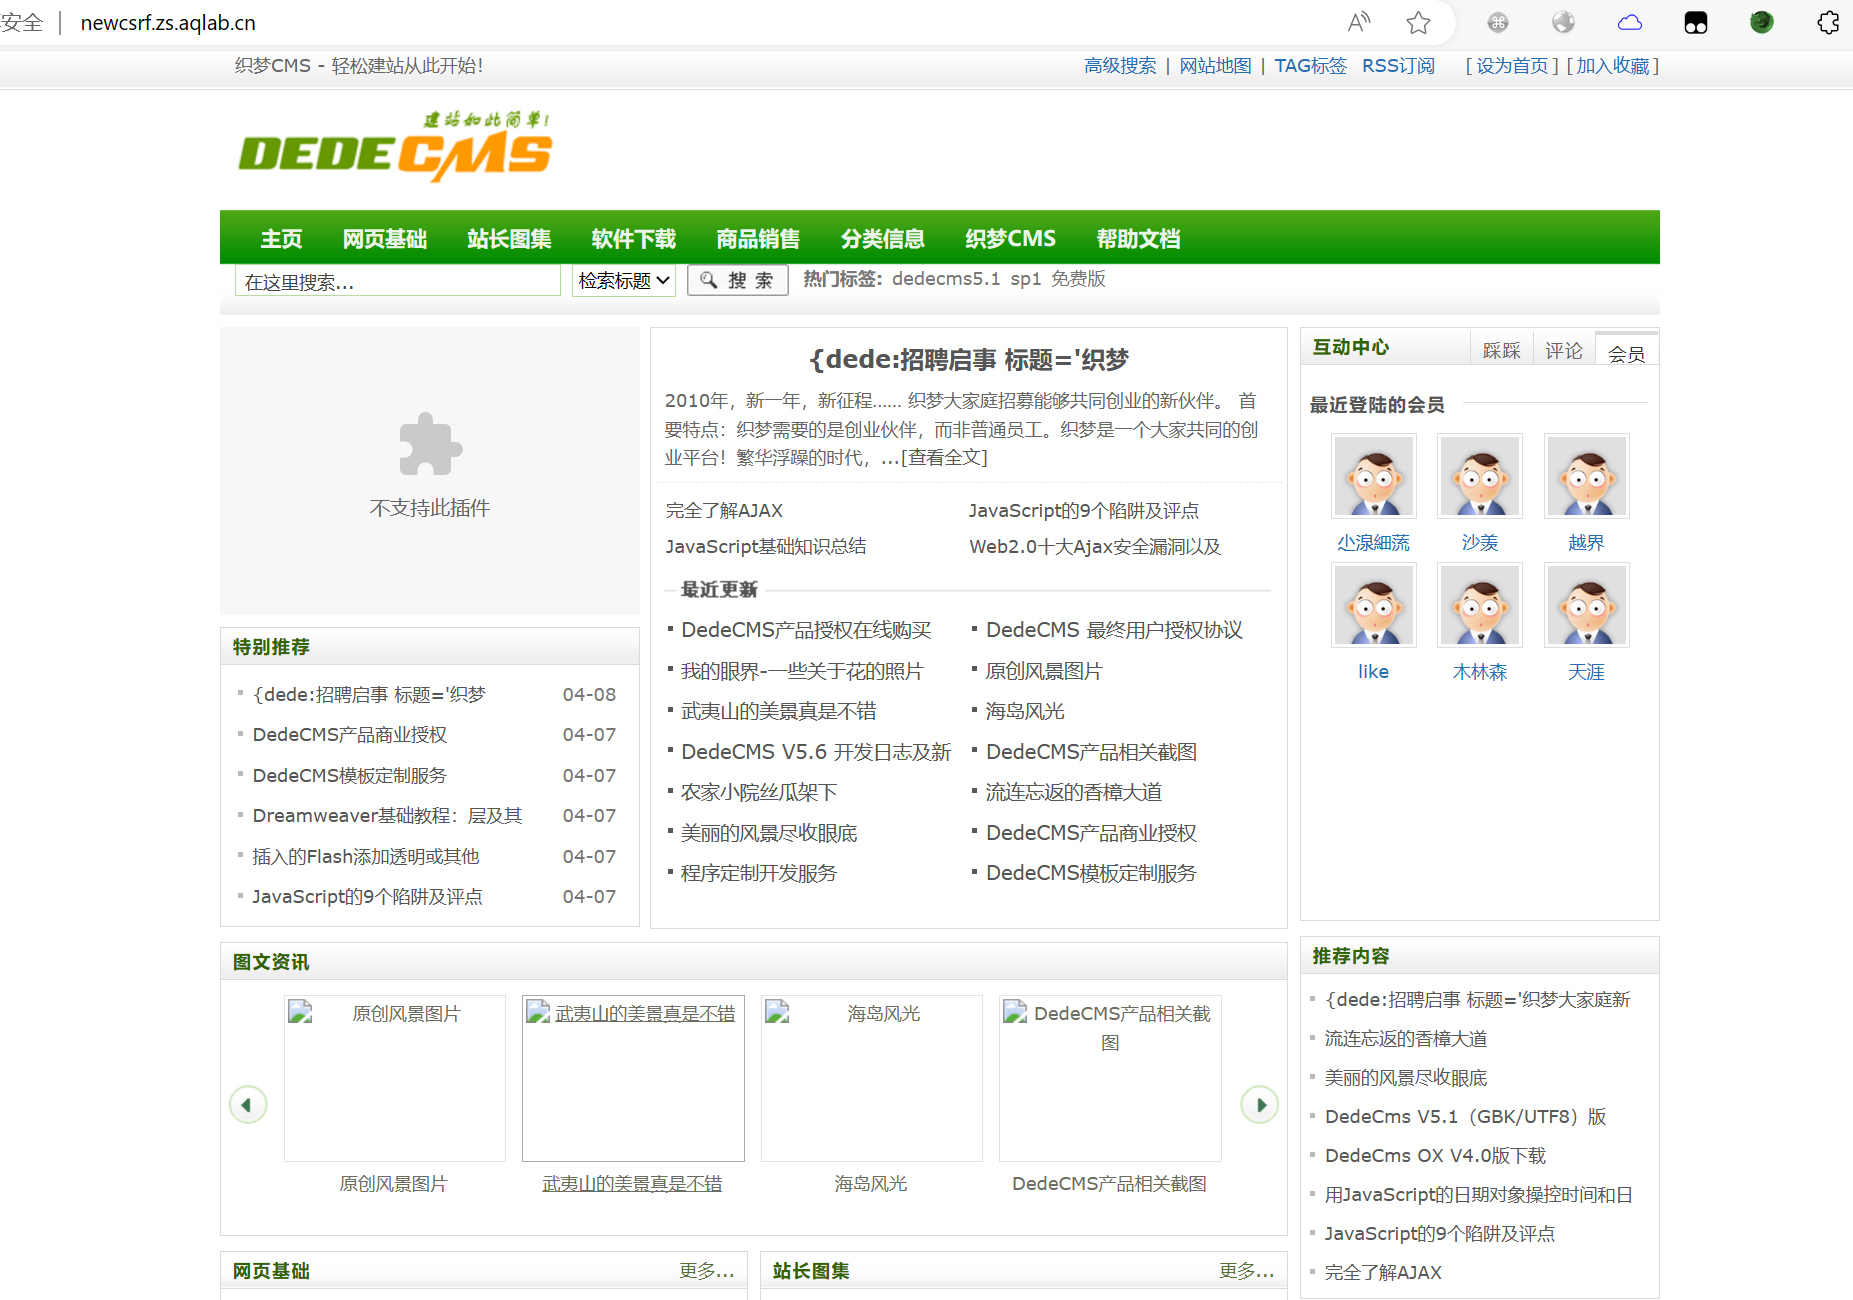 安全 newcsrf.zs.aqlab.cn
织梦CMS - 轻松建站从此开始！
高级搜索 | 网站地图 | TAG标签 RSS订阅 [ 设为首页 ] [ 加入收藏 ]
建站如此简单！
DEDECMS
主页 网页基础 站长图集 软件下载 商品销售 分类信息 织梦CMS 帮助文档
在这里搜索... 检索标题 搜 索 热门标签: dedecms5.1 sp1 免费版
不支持此插件
特别推荐
{dede:招聘启事 标题='织梦 04-08
DedeCMS产品商业授权 04-07
DedeCMS模板定制服务 04-07
Dreamweaver基础教程：层及其 04-07
插入的Flash添加透明或其他 04-07
JavaScript的9个陷阱及评点 04-07
{dede:招聘启事 标题='织梦
2010年，新一年，新征程…… 织梦大家庭招募能够共同创业的新伙伴。 首
要特点：织梦需要的是创业伙伴，而非普通员工。织梦是一个大家共同的创
业平台！繁华浮躁的时代， ...[查看全文]
完全了解AJAX JavaScript的9个陷阱及评点
JavaScript基础知识总结 Web2.0十大Ajax安全漏洞以及
最近更新
DedeCMS产品授权在线购买 DedeCMS 最终用户授权协议
我的眼界-一些关于花的照片 原创风景图片
武夷山的美景真是不错 海岛风光
DedeCMS V5.6 开发日志及新 DedeCMS产品相关截图
农家小院丝瓜架下 流连忘返的香樟大道
美丽的风景尽收眼底 DedeCMS产品商业授权
程序定制开发服务 DedeCMS模板定制服务
互动中心 踩踩 评论 会员
最近登陆的会员
沙羡 越界
like 木林森 天涯
图文资讯
原创风景图片 武夷山的美景真是不错 海岛风光 DedeCMS产品相关截
图
原创风景图片 武夷山的美景真是不错 海岛风光 DedeCMS产品相关截图
推荐内容
{dede:招聘启事 标题='织梦大家庭新
流连忘返的香樟大道
美丽的风景尽收眼底
DedeCms V5.1（GBK/UTF8）版
DedeCms OX V4.0版下载
用JavaScript的日期对象操控时间和日
JavaScript的9个陷阱及评点
完全了解AJAX
网页基础 更多... 站长图集 更多...